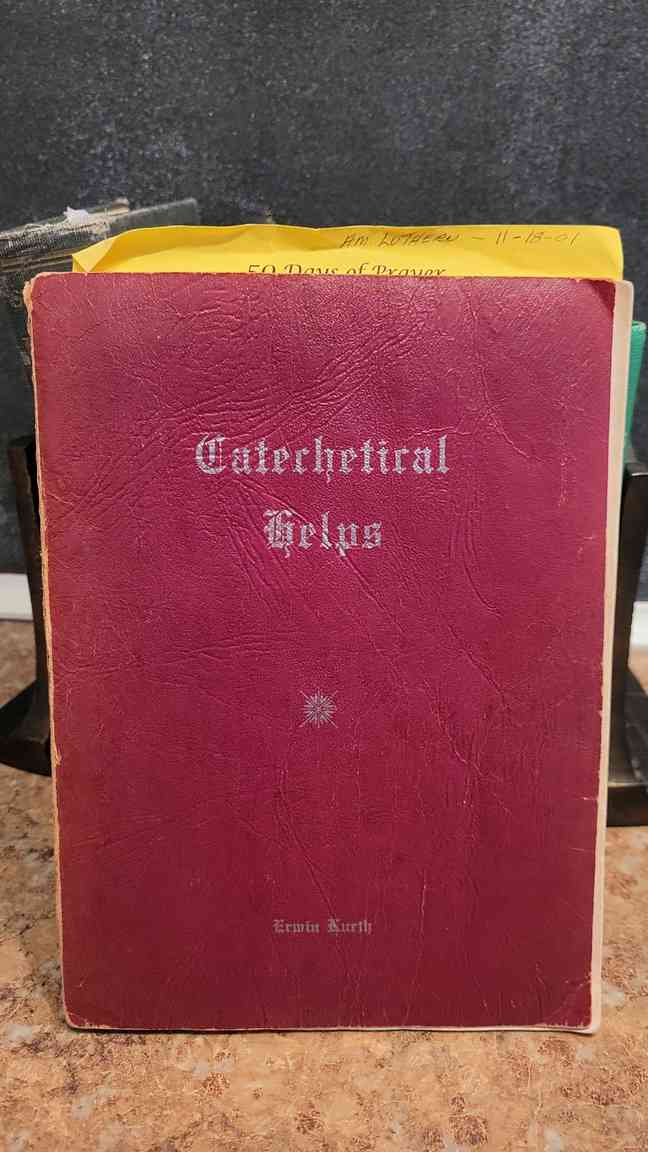 AM LUTHERN - 11-18-01
50 Days of Prayer
Catechetical
Helps
Erwin Kurth